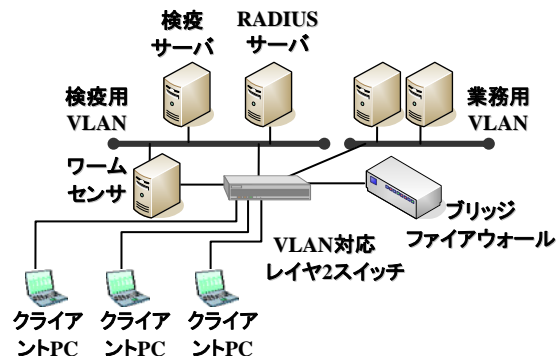 検疫
サーバ
RADIUS
サーバ
検疫用
VLAN
業務用
VLAN
ワーム
センサ
ブリッジ
ファイアウォール
VLAN対応
レイヤ2スイッチ
クライア
ントPC
クライア
ントPC
クライア
ントPC